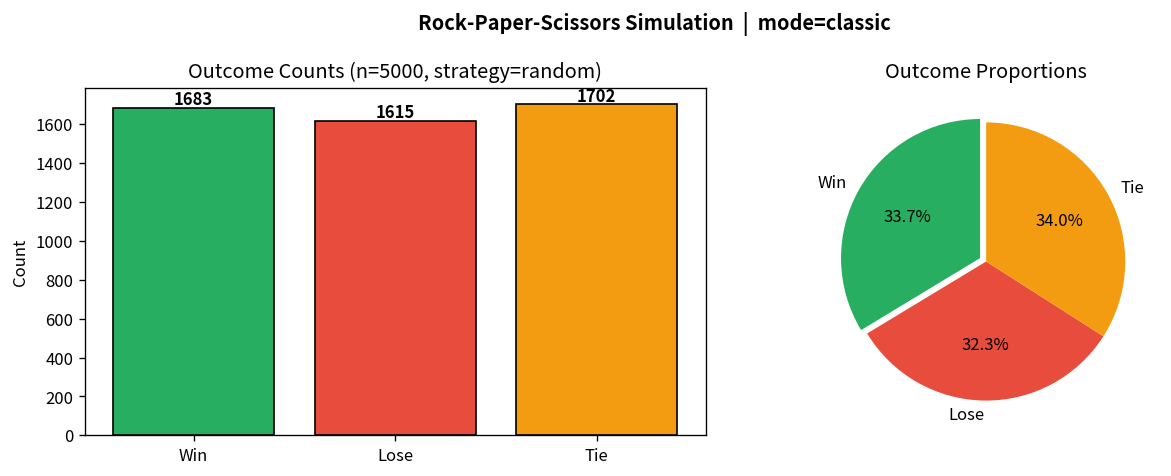 Rock-Paper-Scissors Simulation | mode=classic
Outcome Counts (n=5000, strategy=random)
1683
1615
1702
1600
1400
1200
1000
800
600
400
200
0
Count
Win
Lose
Tie
Outcome Proportions
Win
33.7%
Tie
34.0%
32.3%
Lose